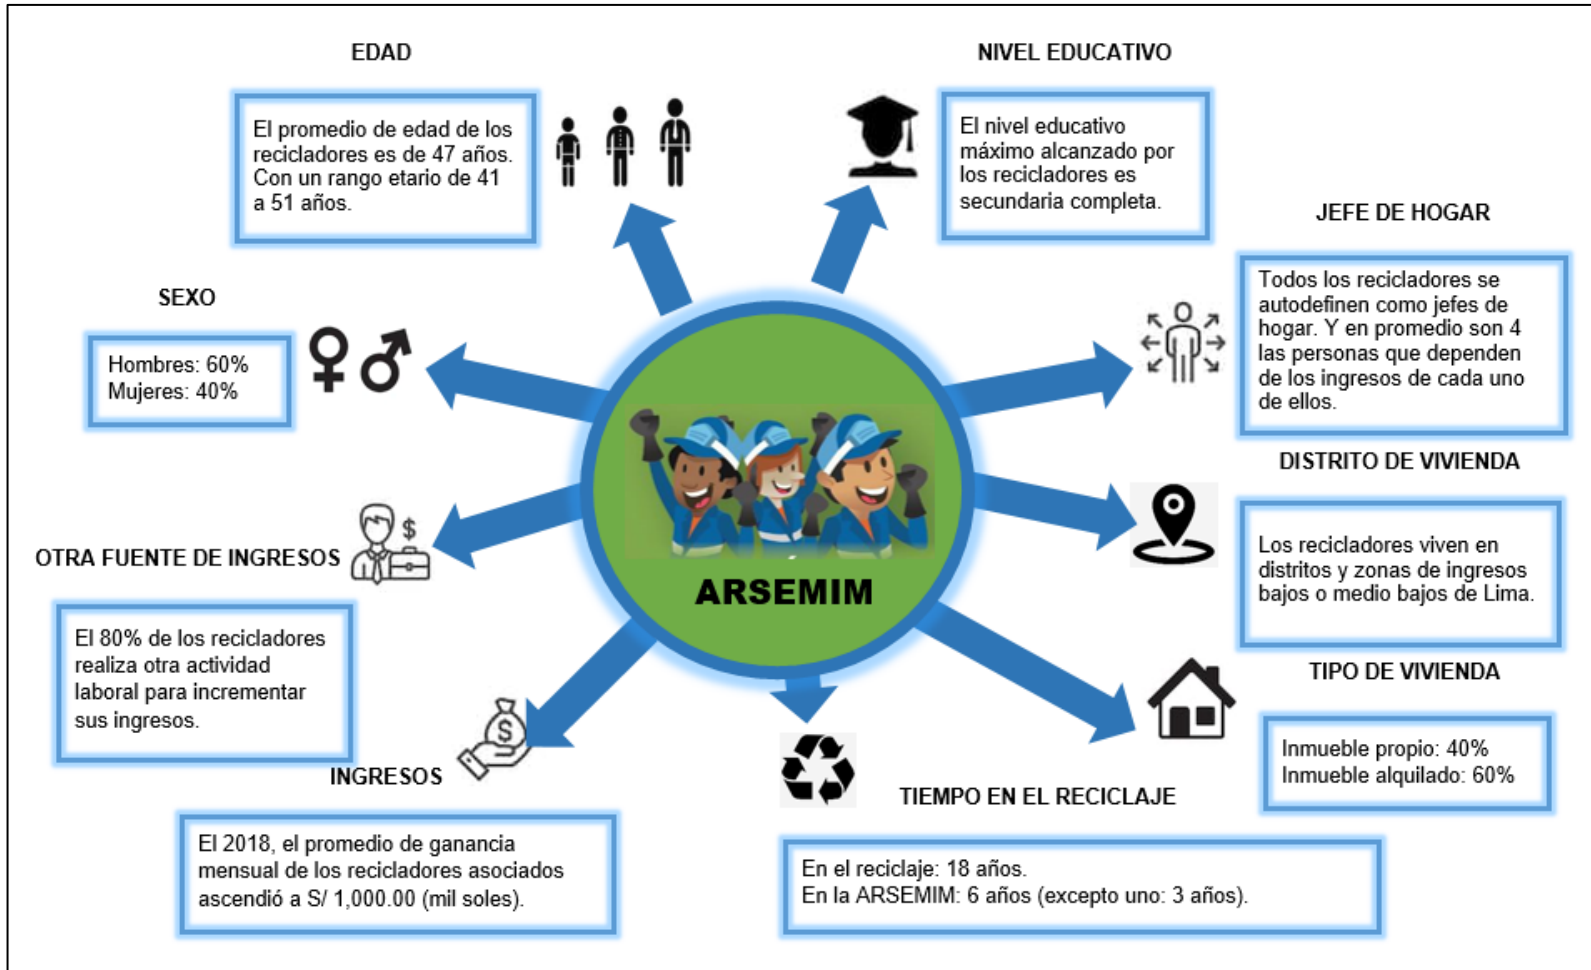 EDAD
El promedio de edad de los
recicladores es de 47 años.
Con un rango etario de 41
a 51 años.
NIVEL EDUCATIVO
El nivel educativo
máximo alcanzado por
los recicladores es
secundaria completa.
JEFE DE HOGAR
Todos los recicladores se
autodefinen como jefes de
hogar. Y en promedio son 4
las personas que dependen
de los ingresos de cada uno
de ellos.
SEXO
Hombres: 60%
Mujeres: 40%
ARSEMIM
DISTRITO DE VIVIENDA
Los recicladores viven en
distritos y zonas de ingresos
bajos o medio bajos de Lima.
OTRA FUENTE DE INGRESOS
El 80% de los recicladores
realiza otra actividad
laboral para incrementar
sus ingresos.
TIPO DE VIVIENDA
Inmueble propio: 40%
Inmueble alquilado: 60%
INGRESOS
El 2018, el promedio de ganancia
mensual de los recicladores asociados
ascendió a S/ 1,000.00 (mil soles).
TIEMPO EN EL RECICLAJE
En el reciclaje: 18 años.
En la ARSEMIM: 6 años (excepto uno: 3 años).